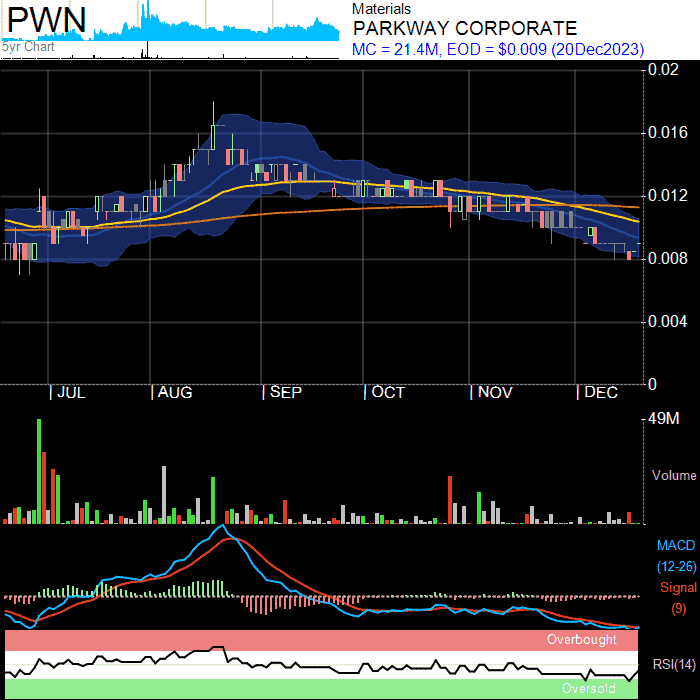 PWN
5yr Chart
Materials
PARKWAY CORPORATE
MC = 21.4M, EOD = $0.009 (20Dec2023)
0.02
0.016
0.012
0.008
0.004
0
JUL AUG SEP OCT NOV DEC
49M
Volume
MACD
(12-26)
Signal
(9)
Overbought
RSI(14)
Oversold